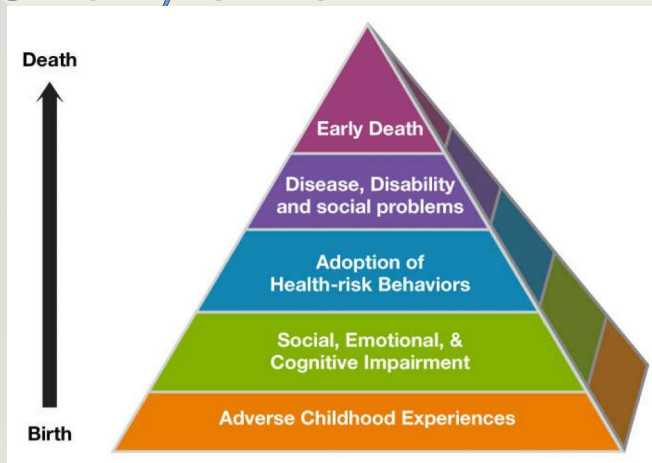 Death
Early Death
Disease, Disability
and social problems
Adoption of
Health-risk Behaviors
Social, Emotional, &
Cognitive Impairment
Adverse Childhood Experiences
Birth